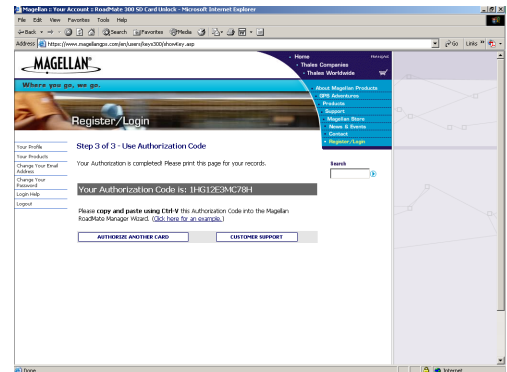 Magellan :: Your Account :: RoadMate 300 SD Card Unlock - Microsoft Internet Explorer
File Edit View Favorites Tools Help
Back Search Favorites Media
Address https://www.magellangps.com/en/users/keys300/showKey.asp Go Links »
MAGELLAN®
Where you go, we go.
Home
Thales Companies
Thales Worldwide
About Magellan Products
GPS Adventures
Products
Support
Magellan Store
News & Events
Contact
Register/Login
Register/Login
Your Profile
Your Products
Change Your Email Address
Change Your Password
Login Help
Logout
Step 3 of 3 - Use Authorization Code
Your Authorization is completed! Please print this page for your records.
Search
Your Authorization Code is: 1HG12E3MC78H
Please copy and paste using Ctrl-V this Authorization Code into the Magellan
RoadMate Manager Wizard. (Click here for an example.)
AUTHORIZE ANOTHER CARD CUSTOMER SUPPORT
Done Internet